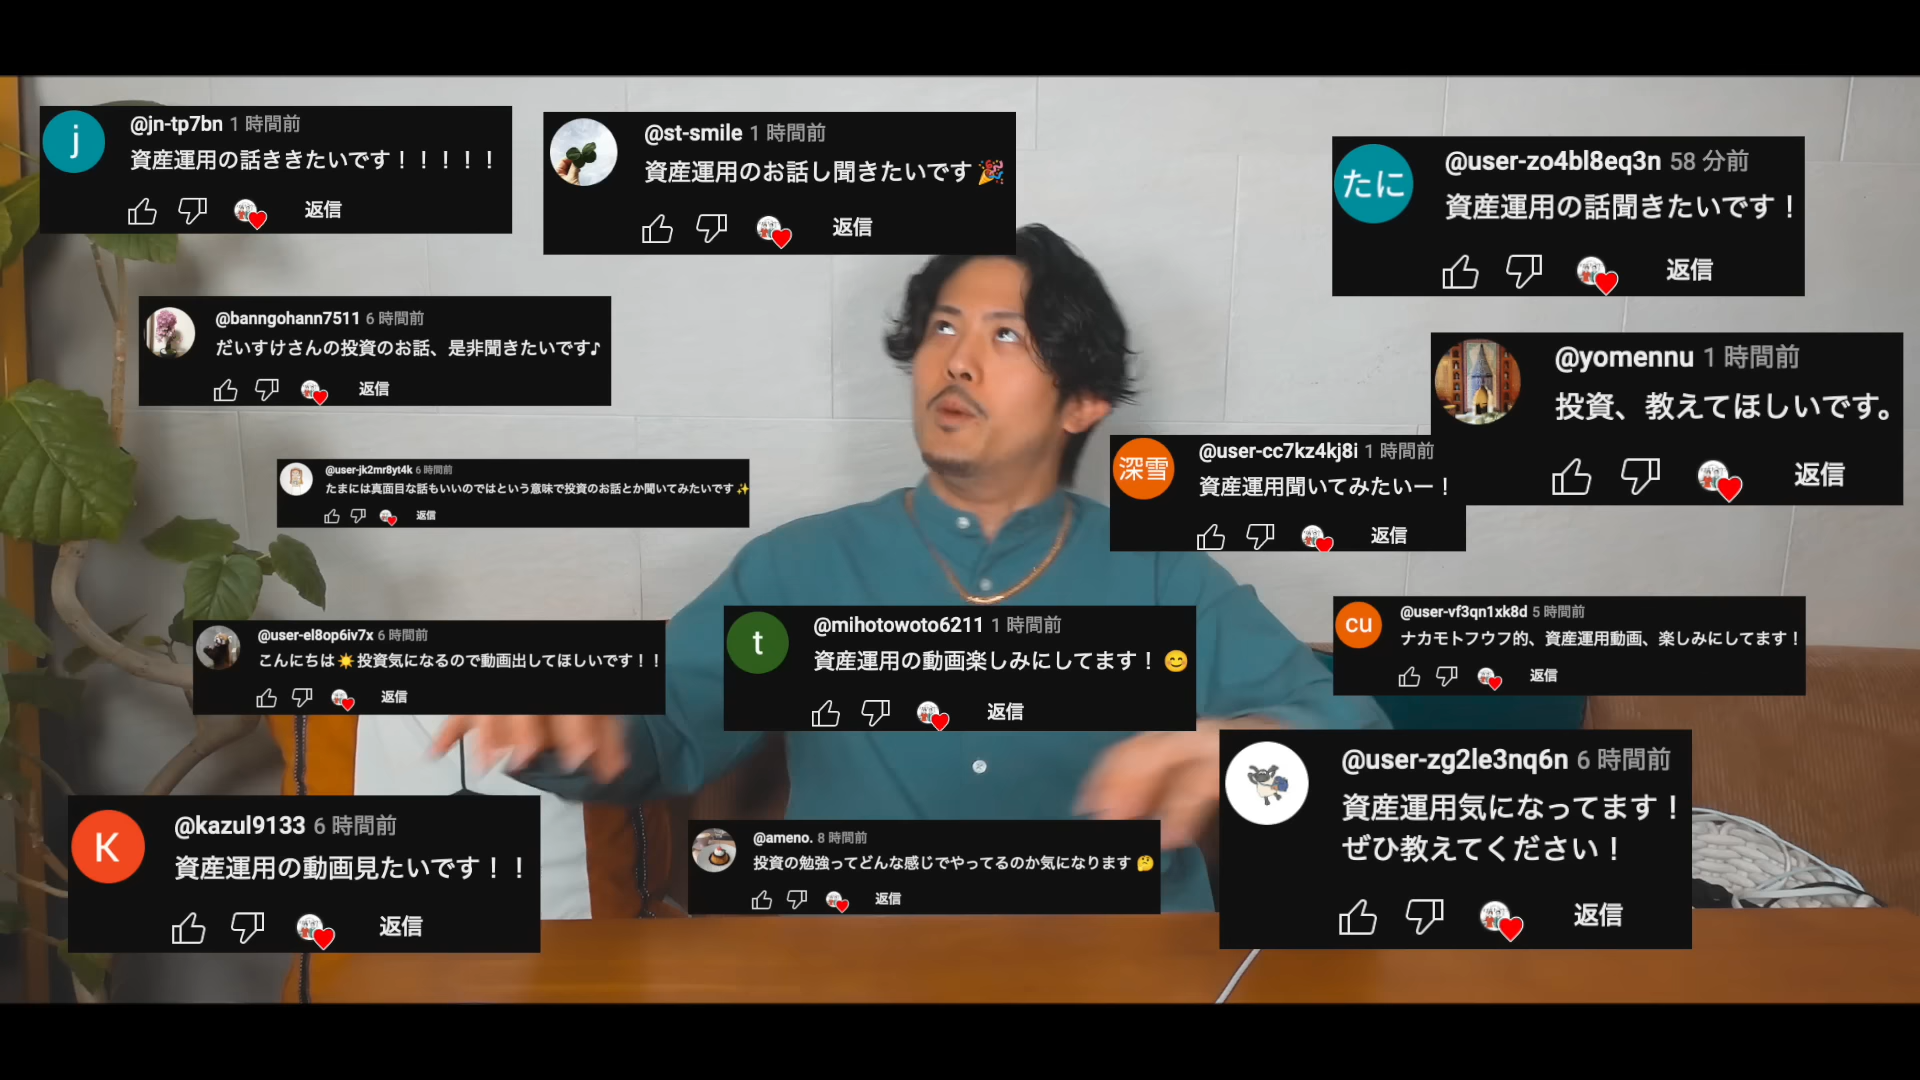 j
@jn-tp7bn 1 時間前
資産運用の話ききたいです！！！！！
返信
@st-smile 1 時間前
資産運用のお話し聞きたいです🎉
返信
たに
@user-zo4bl8eq3n 58 分前
資産運用の話聞きたいです！
返信
@banngohann7511 6 時間前
だいすけさんの投資のお話、是非聞きたいです♪
返信
@yomennu 1 時間前
投資、教えてほしいです。
返信
深雪
@user-cc7kz4kj8i 1 時間前
資産運用聞いてみたいー！
返信
@user-jk2mr8yt4k 6 時間前
たまには真面目な話もいいのではという意味で投資のお話とか聞いてみたいです✨
返信
@user-el8op6iv7x 6 時間前
こんにちは☀️投資気になるので動画出してほしいです！！
返信
t
@mihotowoto6211 1 時間前
資産運用の動画楽しみにしてます！😊
返信
cu
@user-vf3qn1xk8d 5 時間前
ナカモトフウフ的、資産運用動画、楽しみにしてます！
返信
K
@kazul9133 6 時間前
資産運用の動画見たいです！！
返信
@ameno. 8 時間前
投資の勉強ってどんな感じでやってるのか気になります🤔
返信
@user-zg2le3nq6n 6 時間前
資産運用気になってます！
ぜひ教えてください！
返信